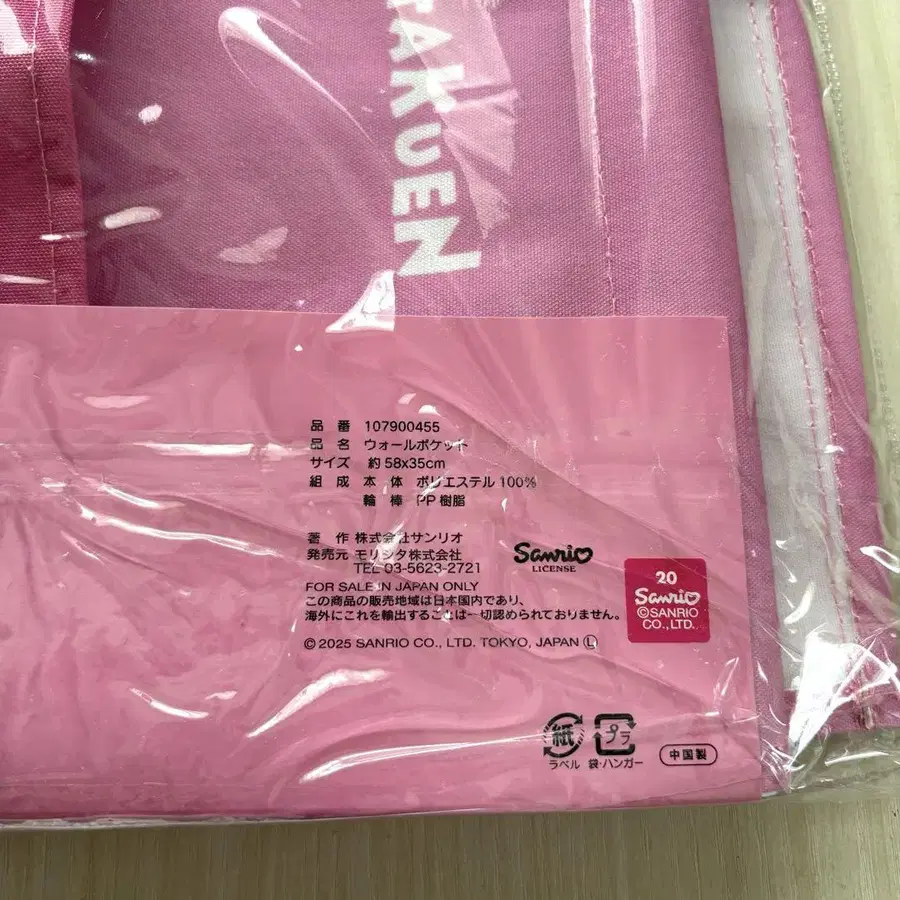 TAKUEN
品番 107900455
品名 ウォールポケット
サイズ 約58x35cm
組成 本体 ポリエステル100%
輪棒 PP樹脂
著作 株式会社サンリオ
発売元 モリシタ株式会社
TEL 03-5623-2721
FOR SALE IN JAPAN ONLY
この商品の販売地域は日本国内であり、
海外にこれを輸出することは一切認められておりません。
©2025 SANRIO CO., LTD. TOKYO, JAPAN Ⓛ
Sanrio
LICENSE
20
Sanrio
©SANRIO
CO.,LTD.
紙 プラ
ラベル 袋・ハンガー
中国製